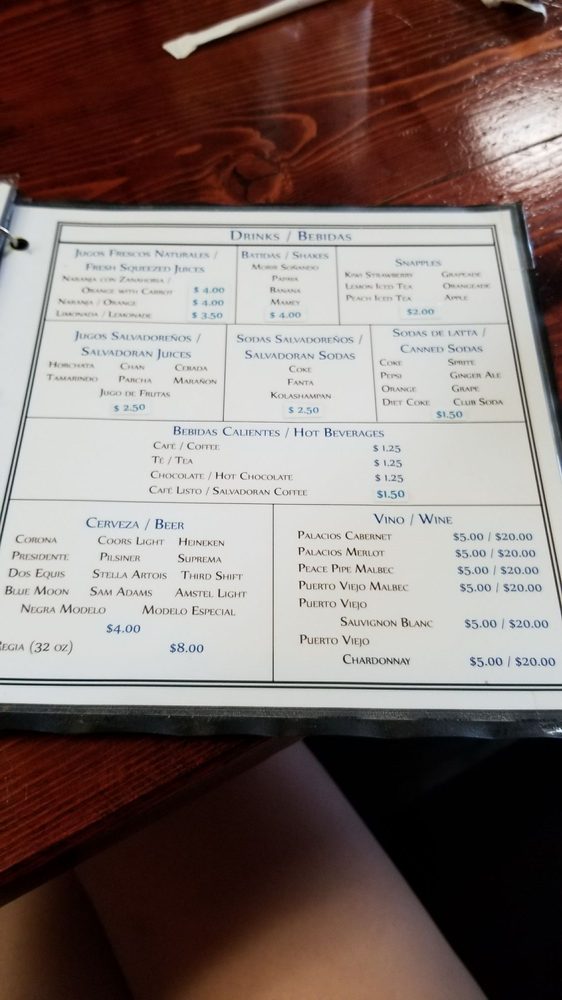 Drinks / Bebidas
Jugos Frescos Naturales /
Fresh Squeezed Juices
Naranja con Zanahoria /
Orange with Carrot $ 4.00
Naranja / Orange $ 4.00
Limonada / Lemonade $ 3.50
Batidas / Shakes
Morir Soñando
Papaya
Banana
Mamey
$ 4.00
Snapples
Kiwi Strawberry Grapeade
Lemon Iced Tea Orangeade
Peach Iced Tea Apple
$2.00
Jugos Salvadoreños /
Salvadoran Juices
Horchata Chan Cebada
Tamarindo Parcha Marañon
Jugo de Frutas
$ 2.50
Sodas Salvadoreños /
Salvadoran Sodas
Coke
Fanta
Kolashampan
$ 2.50
Sodas de Latta /
Canned Sodas
Coke Sprite
Pepsi Ginger Ale
Orange Grape
Diet Coke Club Soda
$1.50
Bebidas Calientes / Hot Beverages
Café / Coffee $ 1.25
Té / Tea $ 1.25
Chocolate / Hot Chocolate $ 1.25
Café Listo / Salvadoran Coffee $1.50
Cerveza / Beer
Corona Coors Light Heineken
Presidente Pilsiner Suprema
Dos Equis Stella Artois Third Shift
Blue Moon Sam Adams Amstel Light
Negra Modelo Modelo Especial
$4.00
Regia (32 oz) $8.00
Vino / Wine
Palacios Cabernet $5.00 / $20.00
Palacios Merlot $5.00 / $20.00
Peace Pipe Malbec $5.00 / $20.00
Puerto Viejo Malbec $5.00 / $20.00
Puerto Viejo
Sauvignon Blanc $5.00 / $20.00
Puerto Viejo
Chardonnay $5.00 / $20.00